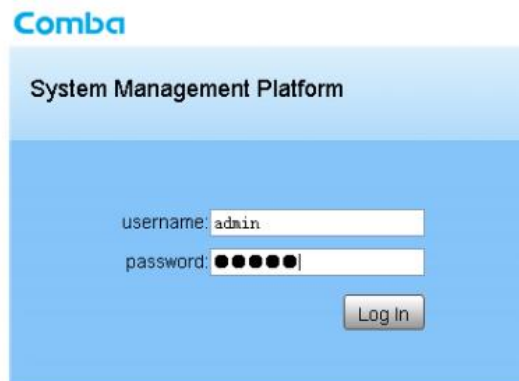 Comba
System Management Platform
username: admin
password: ●●●●●
Log In